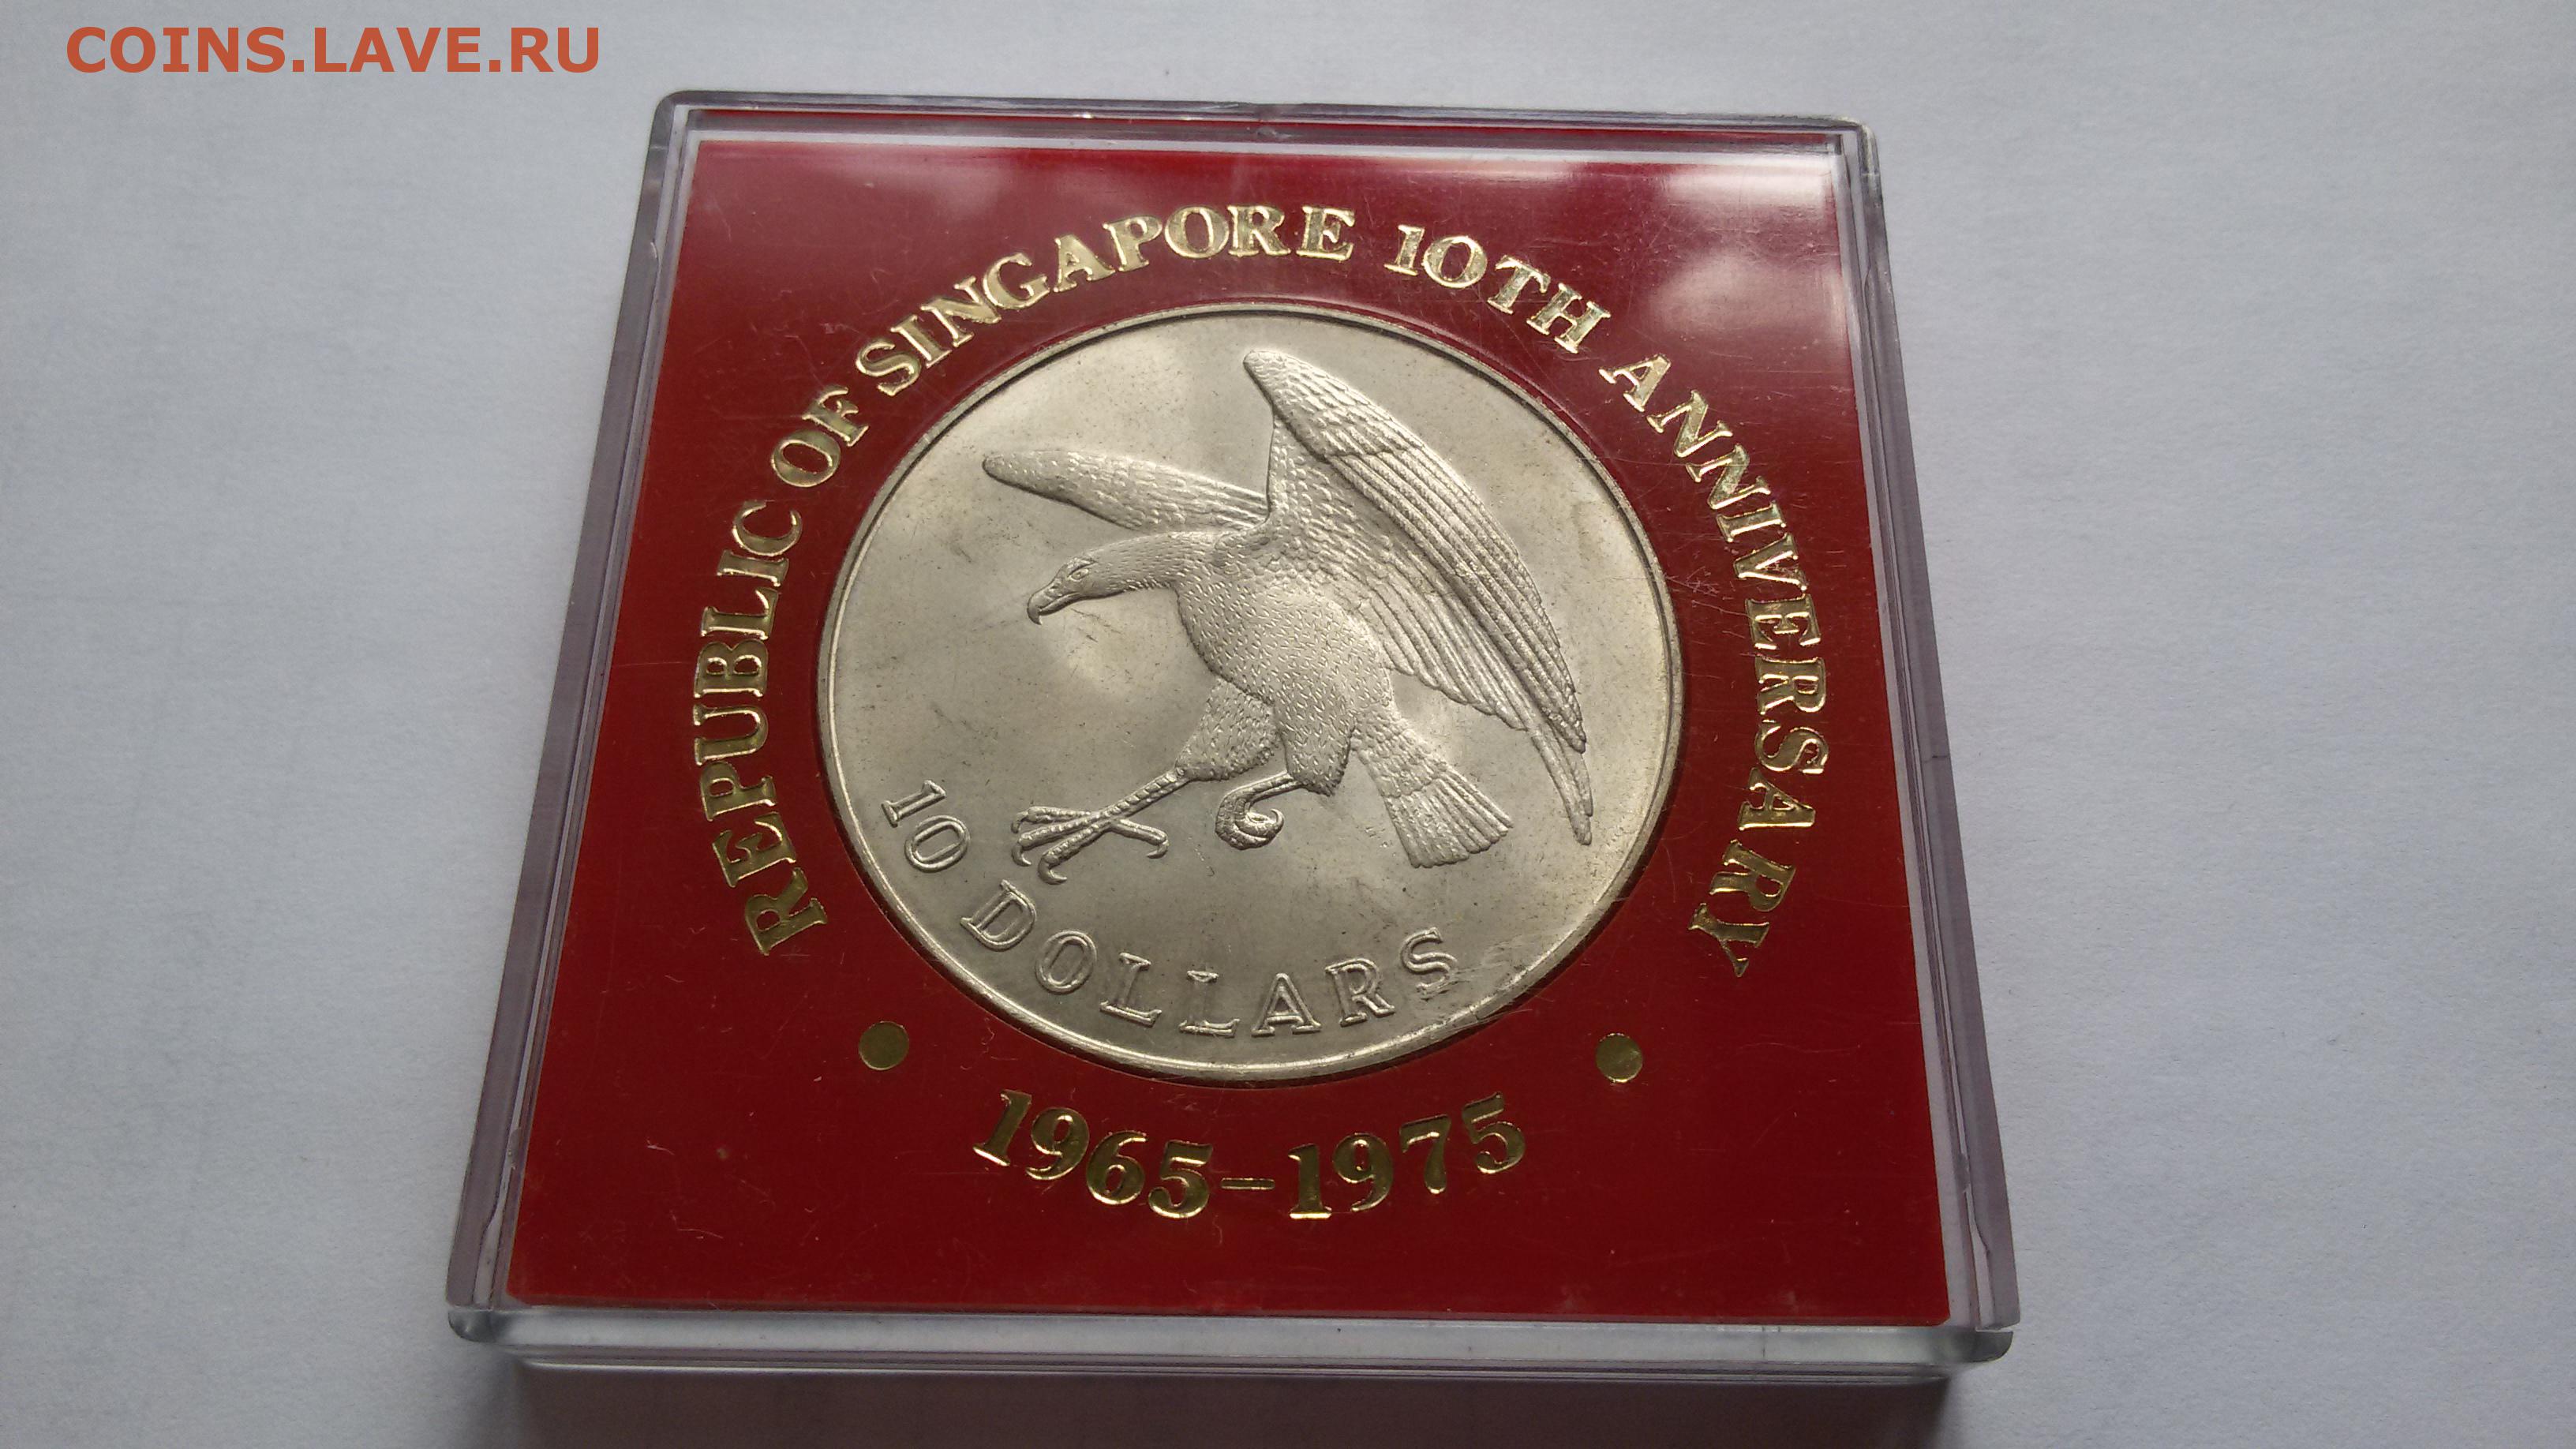 COINS.LAVE.RU
REPUBLIC OF SINGAPORE 10TH ANNIVERSARY
10 DOLLARS
1965-1975